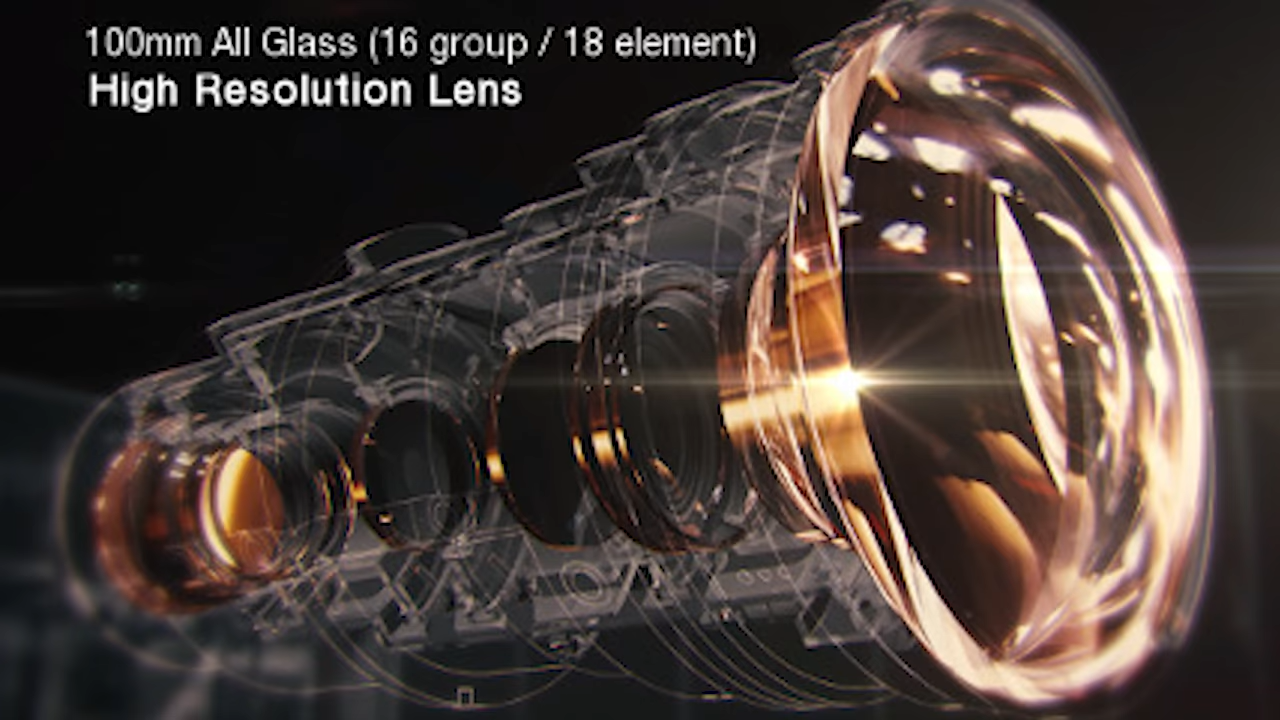 100mm All Glass (16 group / 18 element)
High Resolution Lens